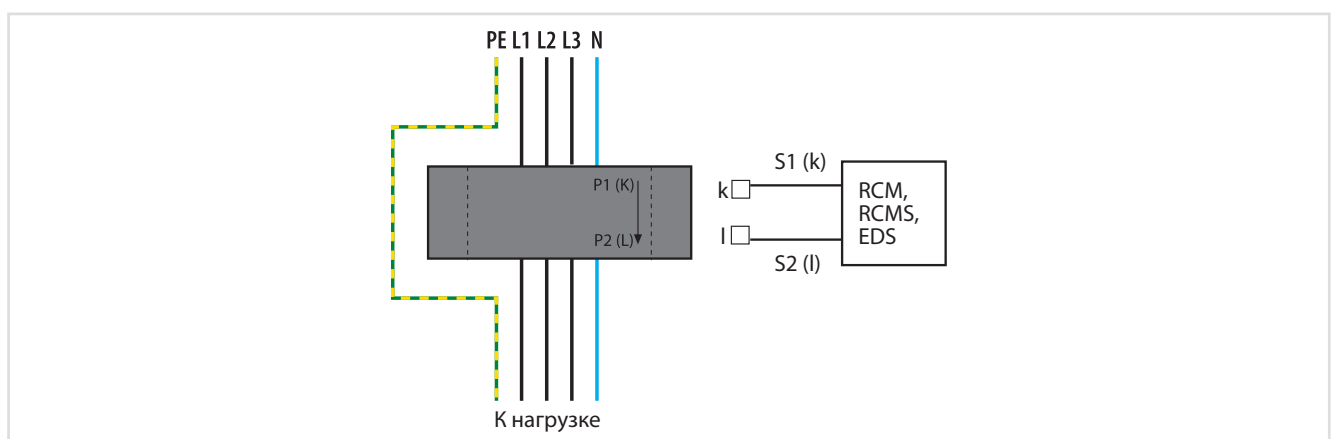 PE L1 L2 L3 N
P1 (K)
P2 (L)
k
l
S1 (k)
S2 (l)
RCM,
RCMS,
EDS
К нагрузке